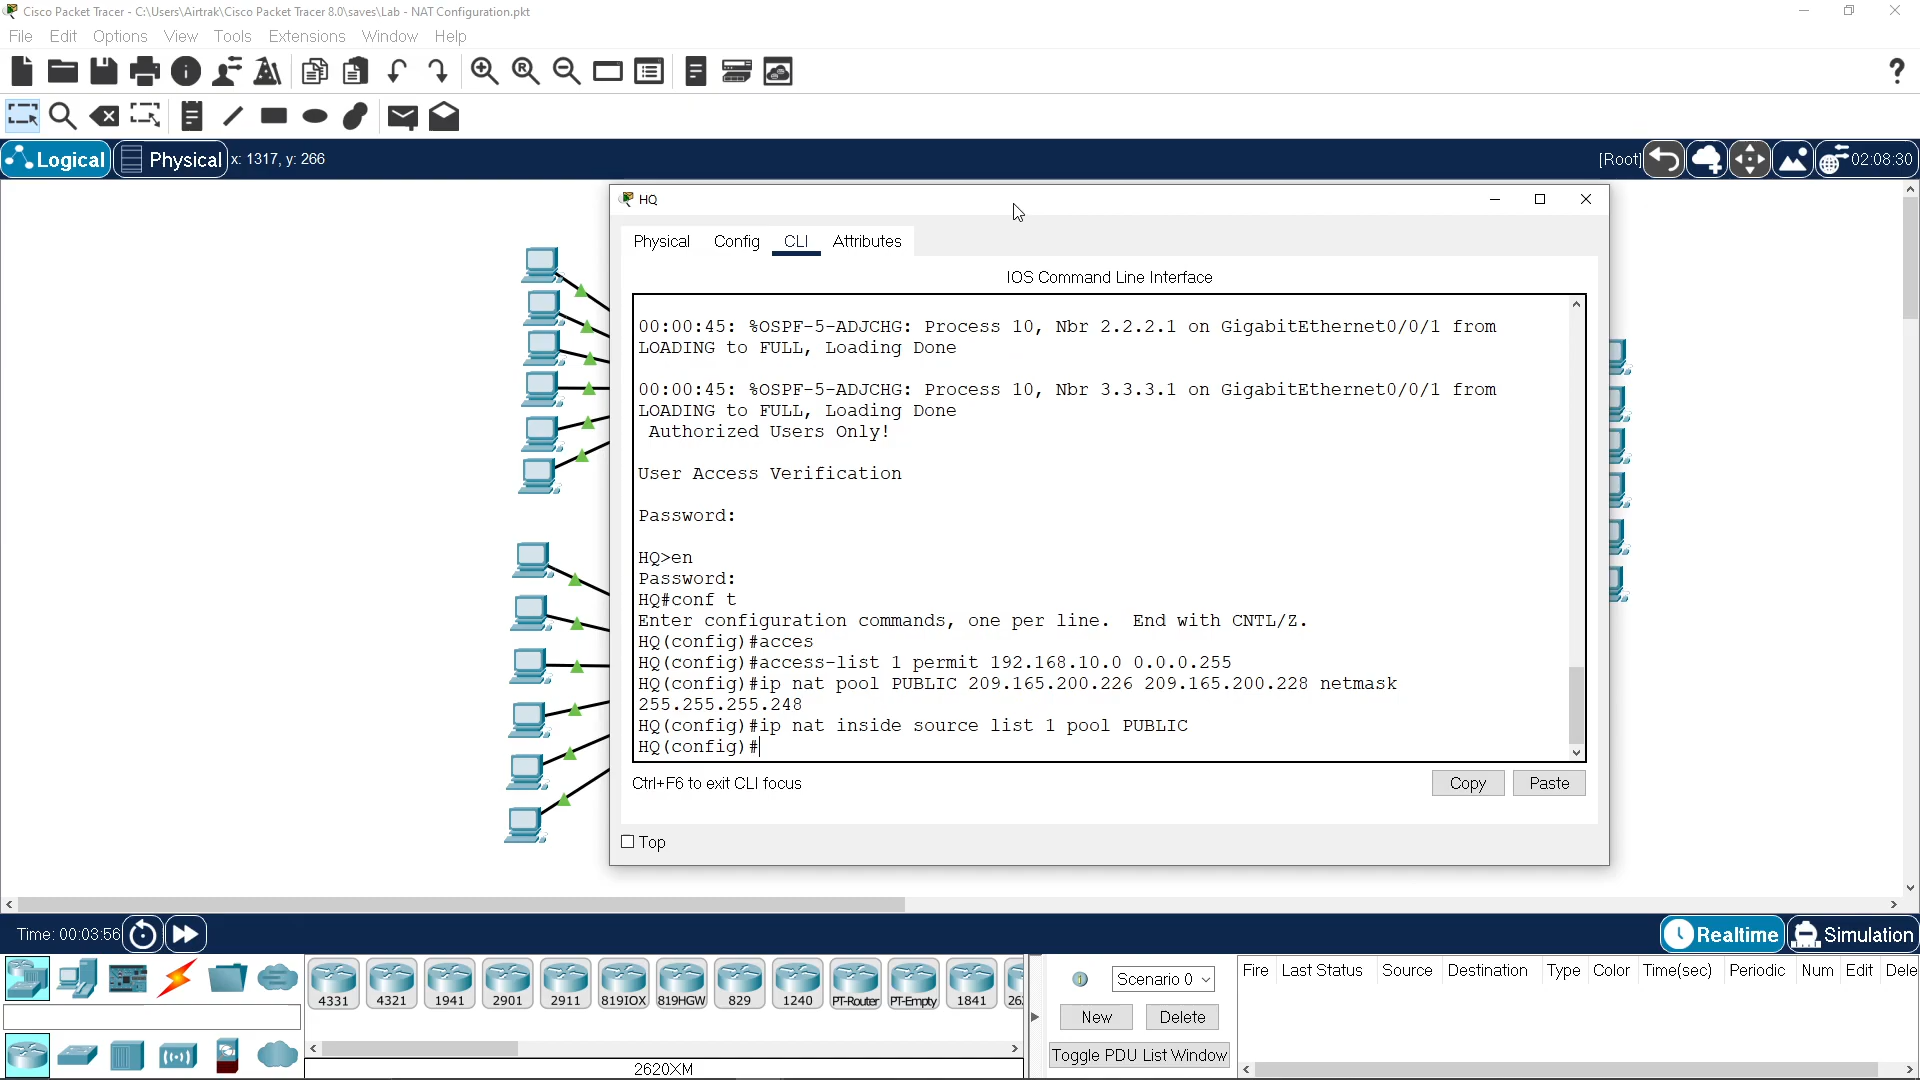 Cisco Packet Tracer - C:\Users\Airtrak\Cisco Packet Tracer 8.0\saves\Lab - NAT Configuration.pkt
File Edit Options View Tools Extensions Window Help
?
Logical Physical x: 1317, y: 266 [Root] 02:08:30
HQ
Physical Config CLI Attributes
IOS Command Line Interface
00:00:45: %OSPF-5-ADJCHG: Process 10, Nbr 2.2.2.1 on GigabitEthernet0/0/1 from
LOADING to FULL, Loading Done
00:00:45: %OSPF-5-ADJCHG: Process 10, Nbr 3.3.3.1 on GigabitEthernet0/0/1 from
LOADING to FULL, Loading Done
Authorized Users Only!
User Access Verification
Password:
HQ>en
Password:
HQ#conf t
Enter configuration commands, one per line. End with CNTL/Z.
HQ(config)#acces
HQ(config)#access-list 1 permit 192.168.10.0 0.0.0.255
HQ(config)#ip nat pool PUBLIC 209.165.200.226 209.165.200.228 netmask
255.255.255.248
HQ(config)#ip nat inside source list 1 pool PUBLIC
HQ(config)#
Ctrl+F6 to exit CLI focus
Copy Paste
Top
Time: 00:03:56 Realtime Simulation
4331 4321 1941 2901 2911 819IOX 819HGW 829 1240 PT-Router PT-Empty 1841 26
2620XM
Scenario 0
New Delete
Toggle PDU List Window
Fire Last Status Source Destination Type Color Time(sec) Periodic Num Edit Dele